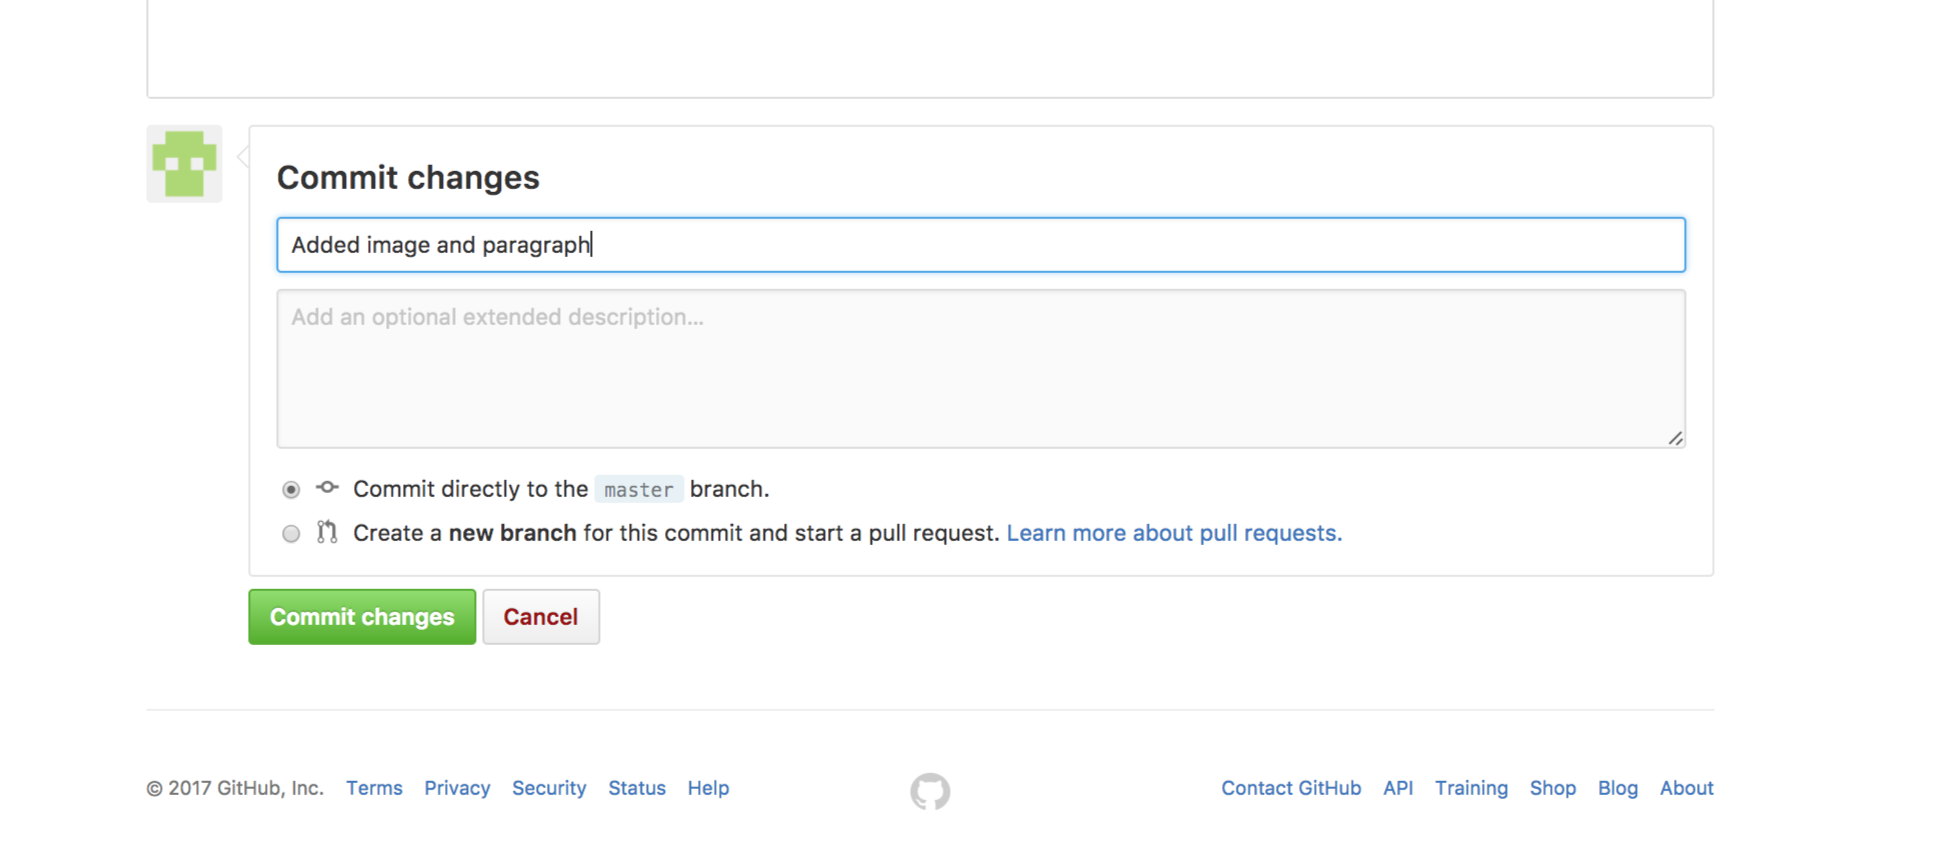 Commit changes
Added image and paragraph
Add an optional extended description...
Commit directly to the master branch.
Create a new branch for this commit and start a pull request. Learn more about pull requests.
Commit changes Cancel
© 2017 GitHub, Inc. Terms Privacy Security Status Help Contact GitHub API Training Shop Blog About